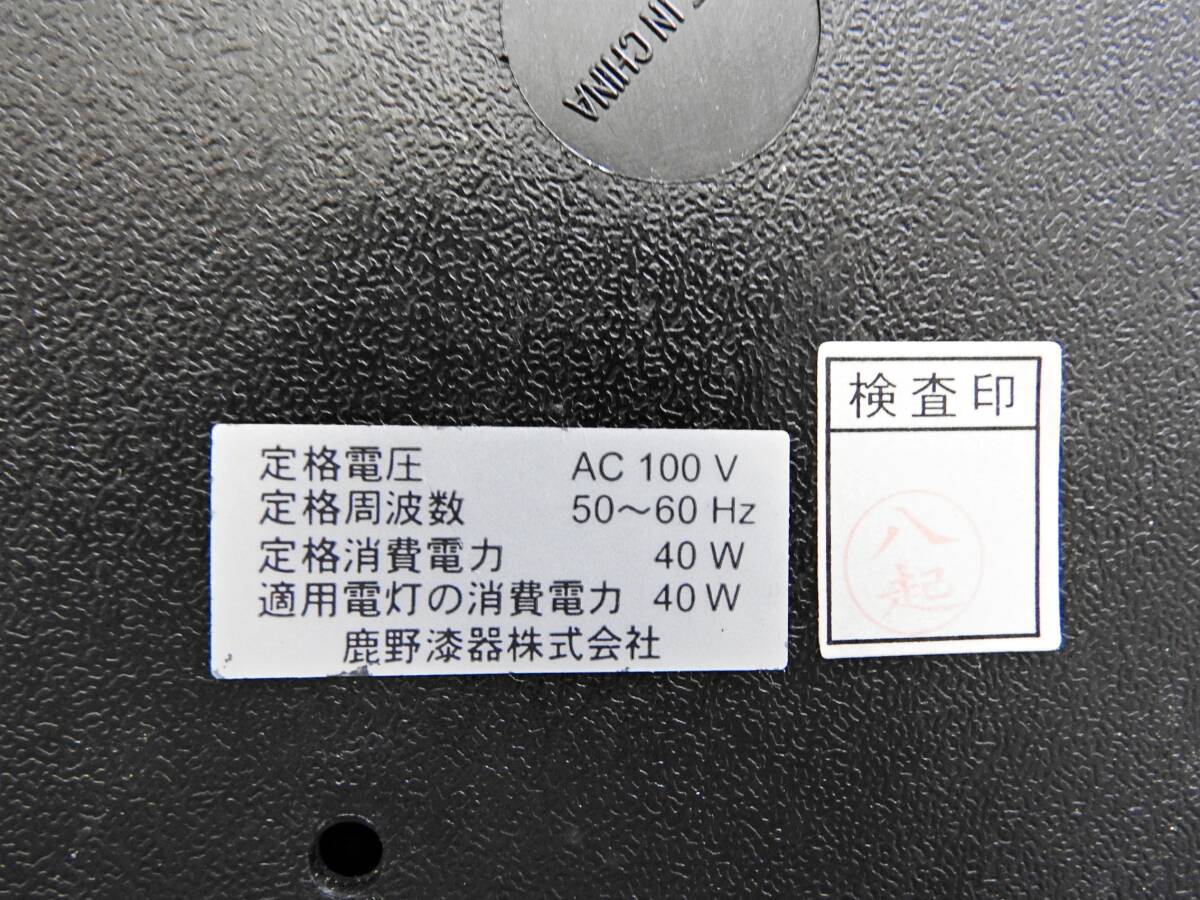 IN CHINA
定格電圧 AC 100 V
定格周波数 50～60 Hz
定格消費電力 40 W
適用電灯の消費電力 40 W
鹿野漆器株式会社
検査印
八起